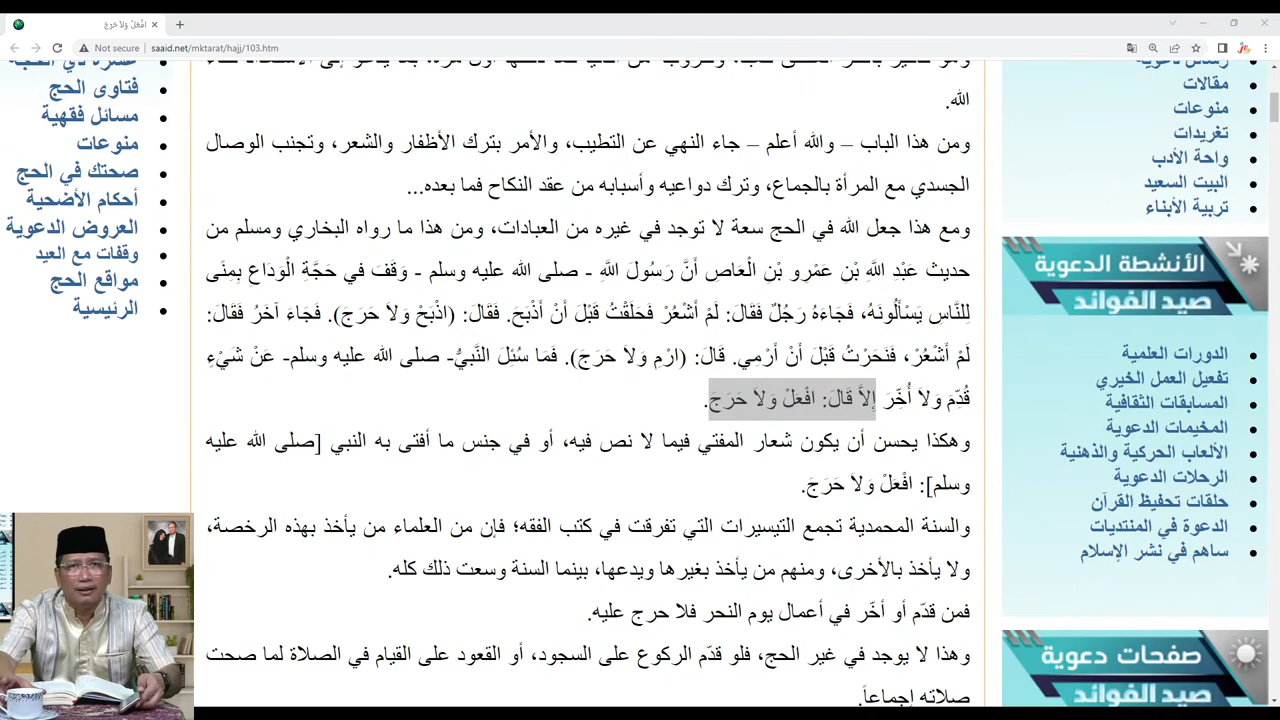 افْعَلْ وَلاَ حَرَجَ
Not secure | saaid.net/mktarat/hajj/103.htm
الله.
ومن هذا الباب – والله أعلم – جاء النهي عن التطيب، والأمر بترك الأظفار والشعر، وتجنب الوصال
الجسدي مع المرأة بالجماع، وترك دواعيه وأسبابه من عقد النكاح فما بعده...
ومع هذا جعل الله في الحج سعة لا توجد في غيره من العبادات، ومن هذا ما رواه البخاري ومسلم من
حديث عَبْدِ اللَّهِ بْنِ عَمْرِو بْنِ الْعَاصِ أَنَّ رَسُولَ اللَّهِ - صلى الله عليه وسلم - وَقَفَ في حَجَّةِ الْوَدَاعِ بِمِنًى
لِلنَّاسِ يَسْأَلُونَهُ، فَجَاءَهُ رَجُلٌ فَقَالَ: لَمْ أَشْعُرْ فَحَلَقْتُ قَبْلَ أَنْ أَذْبَحَ. فَقَالَ: (اذْبَحْ وَلاَ حَرَجَ). فَجَاءَ آخَرُ فَقَالَ:
لَمْ أَشْعُرْ، فَنَحَرْتُ قَبْلَ أَنْ أَرْمِي. قَالَ: (ارْمِ وَلاَ حَرَجَ). فَمَا سُئِلَ النَّبيُّ- صلى الله عليه وسلم- عَنْ شَيْءٍ
قُدِّمَ وَلاَ أُخِّرَ إِلاَّ قَالَ: افْعَلْ وَلاَ حَرَجَ.
وهكذا يحسن أن يكون شعار المفتي فيما لا نص فيه، أو في جنس ما أفتى به النبي [صلى الله عليه
وسلم]: افْعَلْ وَلاَ حَرَجَ.
والسنة المحمدية تجمع التيسيرات التي تفرقت في كتب الفقه؛ فإن من العلماء من يأخذ بهذه الرخصة،
ولا يأخذ بالأخرى، ومنهم من يأخذ بغيرها ويدعها، بينما السنة وسعت ذلك كله.
فمن قدّم أو أخّر في أعمال يوم النحر فلا حرج عليه.
وهذا لا يوجد في غير الحج، فلو قدّم الركوع على السجود، أو القعود على القيام في الصلاة لما صحت
صلاته إجماعاً.
مقالات
منوعات
تغريدات
واحة الأدب
البيت السعيد
تربية الأبناء
الأنشطة الدعوية
صيد الفوائد
الدورات العلمية
تفعيل العمل الخيري
المسابقات الثقافية
المخيمات الدعوية
الألعاب الحركية والذهنية
الرحلات الدعوية
حلقات تحفيظ القرآن
الدعوة في المنتديات
ساهم في نشر الإسلام
صفحات دعوية
صيد الفوائد
فتاوى الحج
مسائل فقهية
منوعات
صحتك في الحج
أحكام الأضحية
العروض الدعوية
وقفات مع العيد
مواقع الحج
الرئيسية